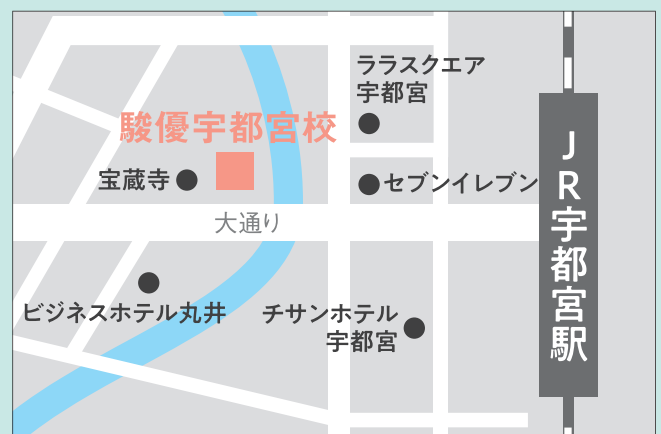 ララスクエア
宇都宮
駿優宇都宮校
宝蔵寺
セブンイレブン
大通り
ビジネスホテル丸井
チサンホテル
宇都宮
JR宇都宮駅